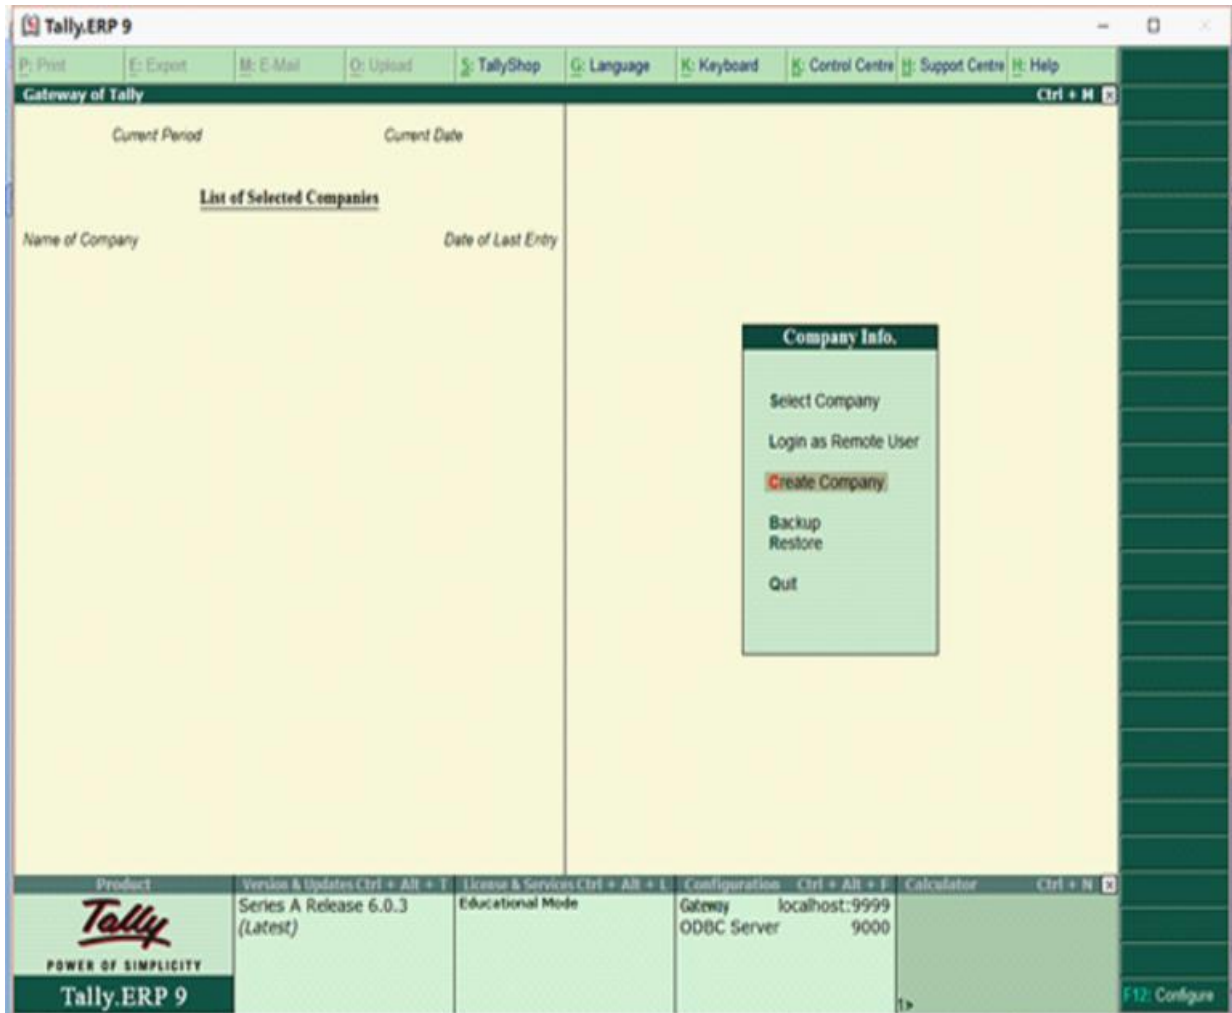 Tally.ERP 9
P: Print E: Export M: E-Mail O: Upload S: TallyShop G: Language K: Keyboard K: Control Centre H: Support Centre H: Help
Gateway of Tally Ctrl + M
Current Period Current Date
List of Selected Companies
Name of Company Date of Last Entry
Company Info.
Select Company
Login as Remote User
Create Company
Backup
Restore
Quit
Product Version & Updates Ctrl + Alt + T License & Services Ctrl + Alt + L Configuration Ctrl + Alt + F Calculator Ctrl + N
Tally
POWER OF SIMPLICITY
Tally.ERP 9
Series A Release 6.0.3
(Latest)
Educational Mode
Gateway localhost:9999
ODBC Server 9000
1>
F12: Configure